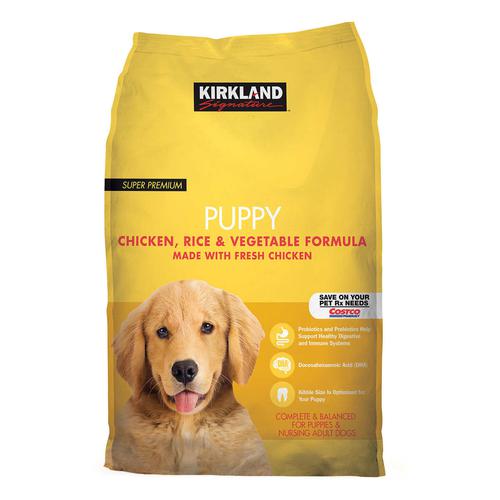 KIRKLAND
Signature
SUPER PREMIUM
PUPPY
CHICKEN, RICE & VEGETABLE FORMULA
MADE WITH FRESH CHICKEN
SAVE ON YOUR
PET Rx NEEDS
COSTCO
Probiotics and Prebiotics Help
Support Healthy Digestive
and Immune Systems
DHA
Docosahexaenoic Acid (DHA)
Kibble Size is Optimized for
Your Puppy
COMPLETE & BALANCED
FOR PUPPIES &
NURSING ADULT DOGS